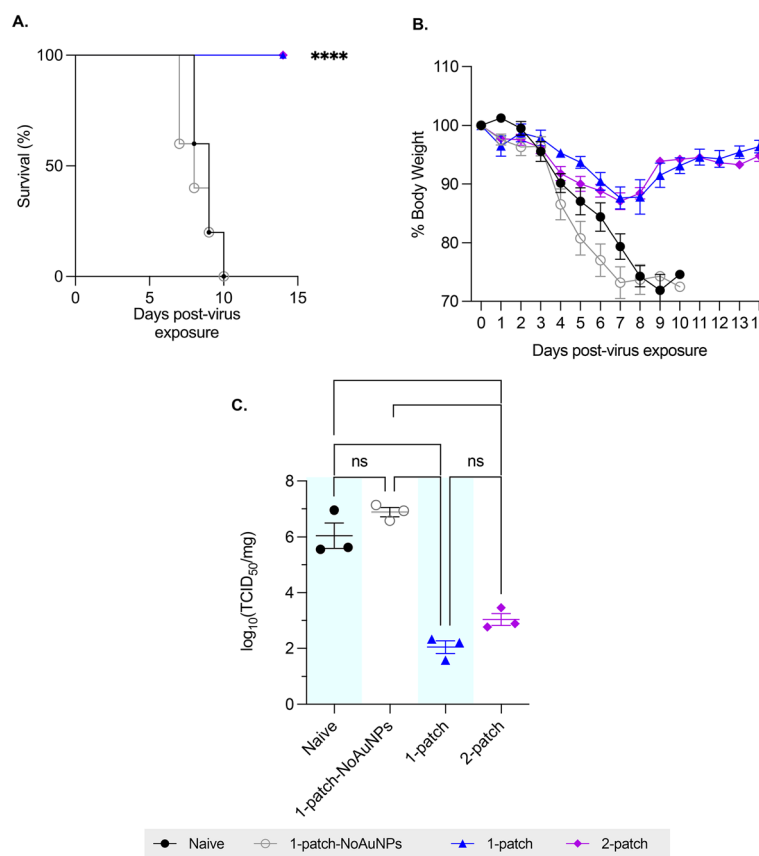 A.
100
50
0
Survival (%)
0
5
10
15
Days post-virus
exposure
****
B.
110
100
90
80
70
% Body Weight
0 1 2 3 4 5 6 7 8 9 10 11 12 13
Days post-virus exposure
C.
ns
ns
8
6
4
2
0
log10(TCID50/mg)
Naive
1-patch-NoAuNPs
1-patch
2-patch
Naive
1-patch-NoAuNPs
1-patch
2-patch